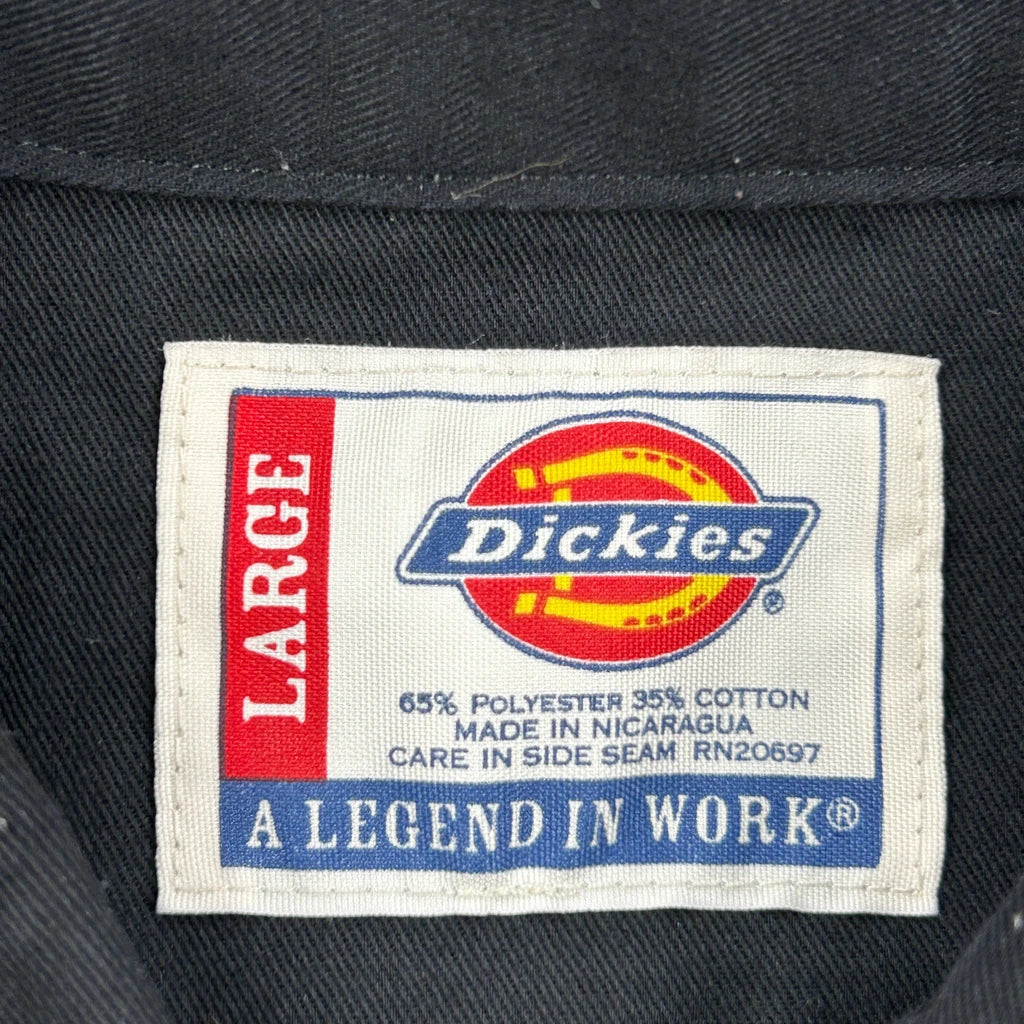 LARGE
Dickies®
65% POLYESTER 35% COTTON
MADE IN NICARAGUA
CARE IN SIDE SEAM RN20697
A LEGEND IN WORK®